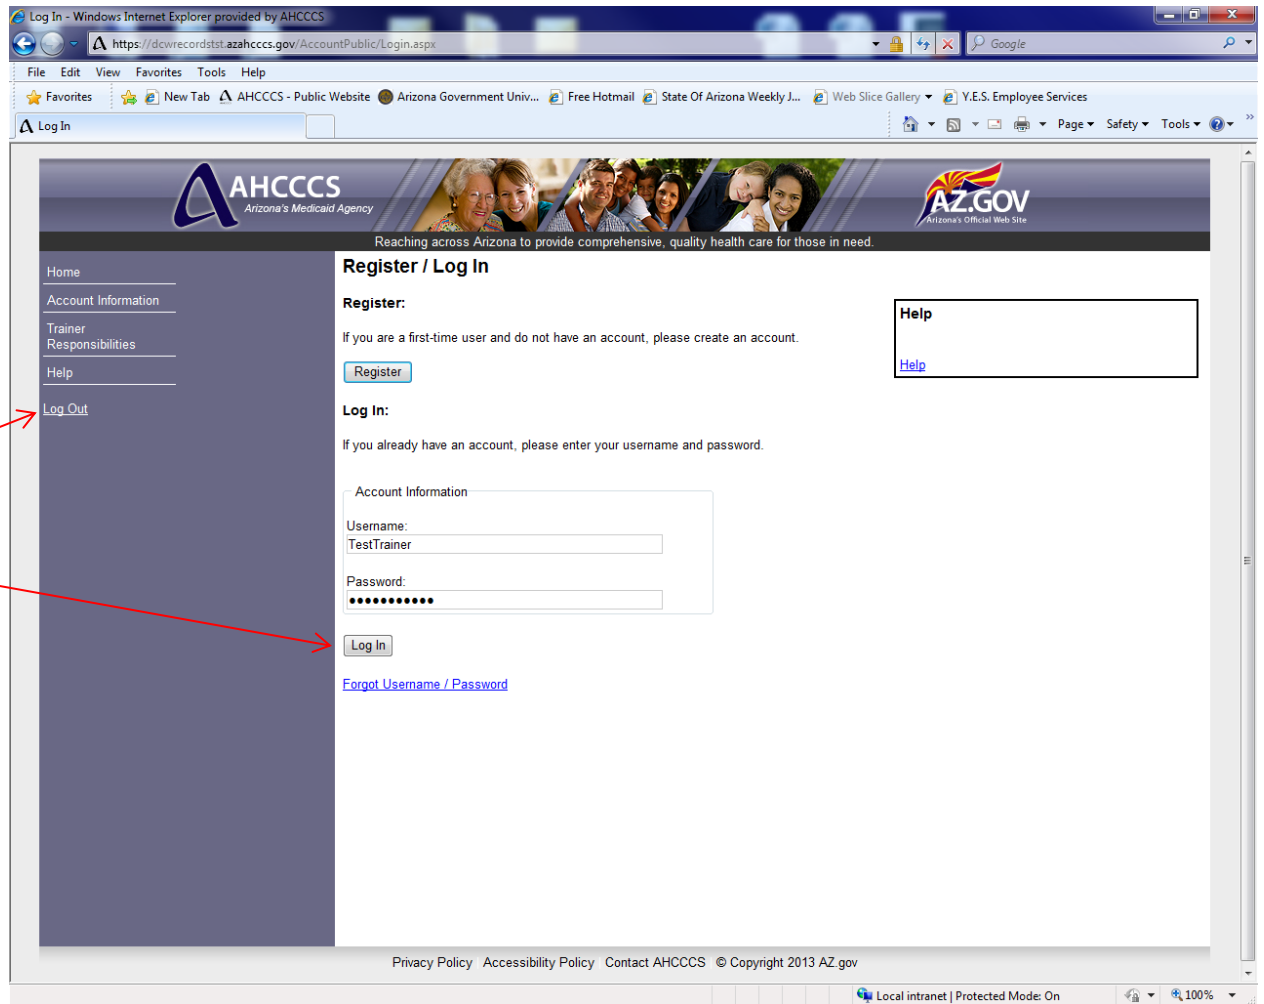 Log In - Windows Internet Explorer provided by AHCCCS
https://dcwrecordstst.azahcccs.gov/AccountPublic/Login.aspx
Google
File Edit View Favorites Tools Help
Favorites New Tab AHCCCS - Public Website Arizona Government Univ... Free Hotmail State Of Arizona Weekly J... Web Slice Gallery Y.E.S. Employee Services
Log In
Page Safety Tools
AHCCCS
Arizona's Medicaid Agency
AZ.GOV
Arizona's Official Web Site
Reaching across Arizona to provide comprehensive, quality health care for those in need.
Home
Account Information
Trainer
Responsibilities
Help
Log Out
Register / Log In
Register:
If you are a first-time user and do not have an account, please create an account.
Register
Log In:
If you already have an account, please enter your username and password.
Account Information
Username:
TestTrainer
Password:
●●●●●●●●●●●
Log In
Forgot Username / Password
Help
Help
Privacy Policy Accessibility Policy Contact AHCCCS © Copyright 2013 AZ.gov
Local intranet | Protected Mode: On
100%